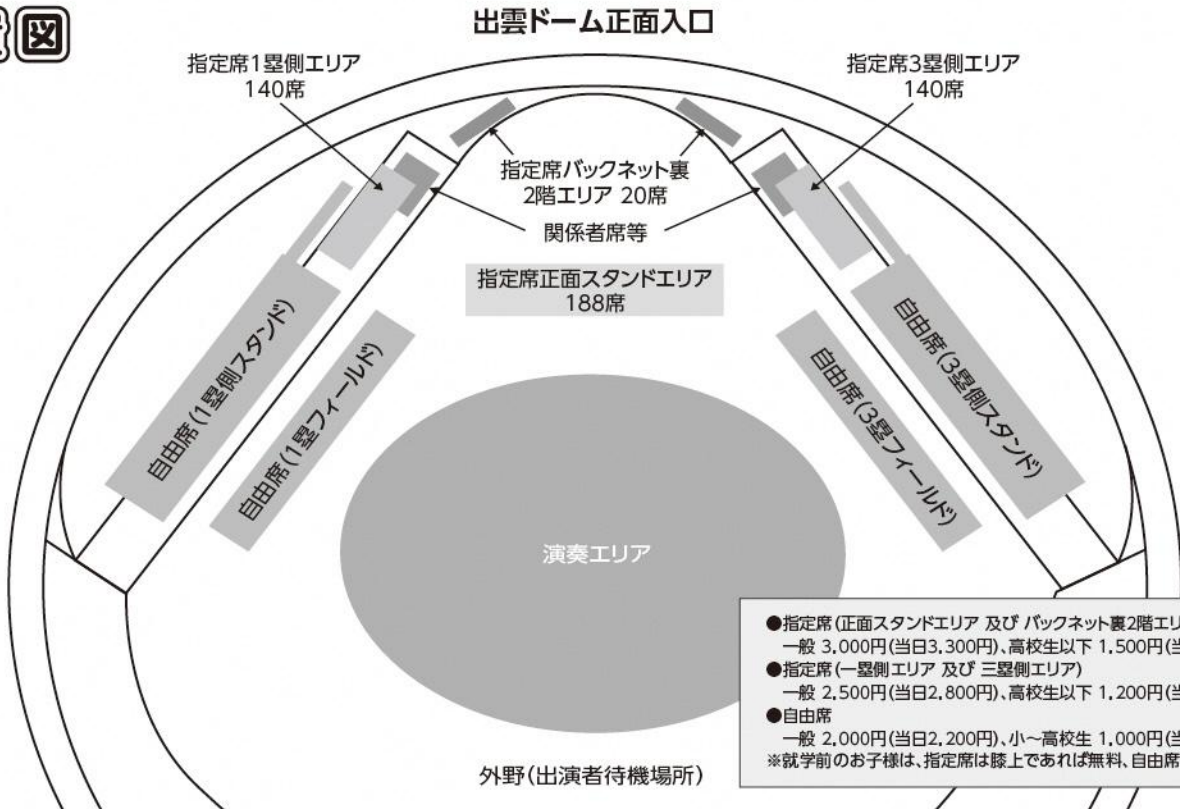 図
出雲ドーム正面入口
指定席1塁側エリア
140席
指定席3塁側エリア
140席
指定席バックネット裏
2階エリア 20席
関係者席等
指定席正面スタンドエリア
188席
自由席(1塁側スタンド)
自由席(1塁フィールド)
自由席(3塁フィールド)
自由席(3塁側スタンド)
演奏エリア
●指定席(正面スタンドエリア 及び バックネット裏2階エリ
一般 3,000円(当日3,300円)、高校生以下 1,500円(当
●指定席(一塁側エリア 及び 三塁側エリア)
一般 2,500円(当日2,800円)、高校生以下 1,200円(当
●自由席
一般 2,000円(当日2,200円)、小〜高校生 1,000円(当
※就学前のお子様は、指定席は膝上であれば無料、自由席
外野(出演者待機場所)